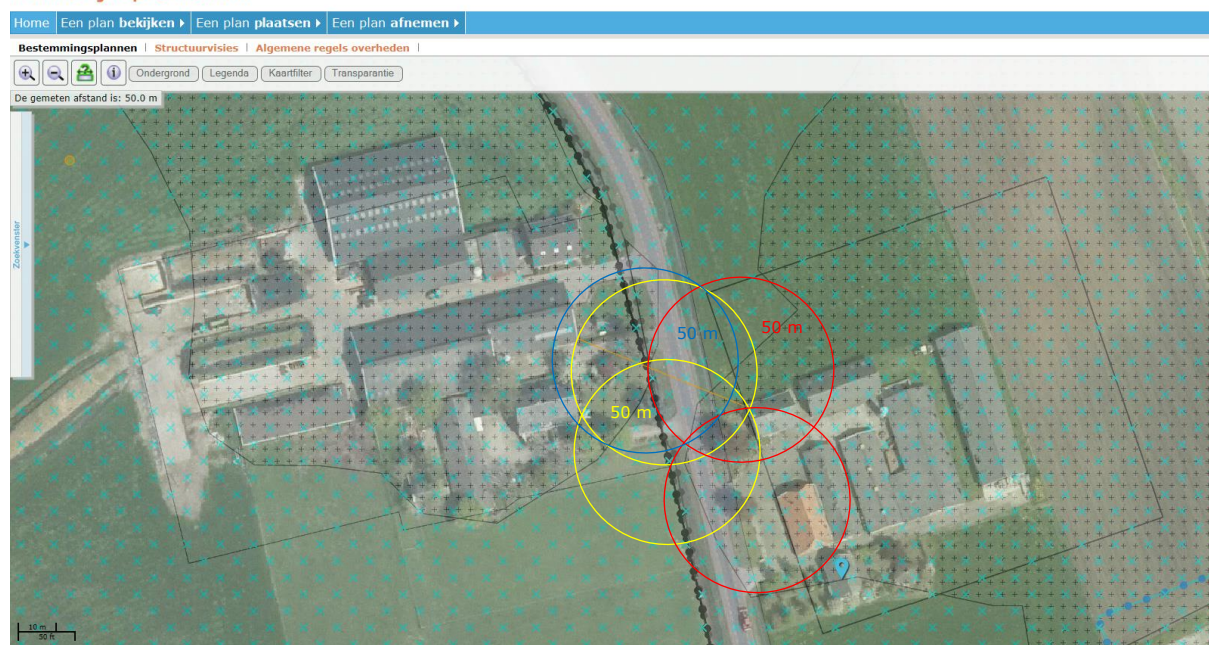 Home Een plan bekijken Een plan plaatsen Een plan afnemen
Bestemmingsplannen | Structuurvisies | Algemene regels overheden |
Ondergrond Legenda Kaartfilter Transparantie
De gemeten afstand is: 50.0 m
Zoekvenster
50 m
50 m
50 m
10 m
50 ft